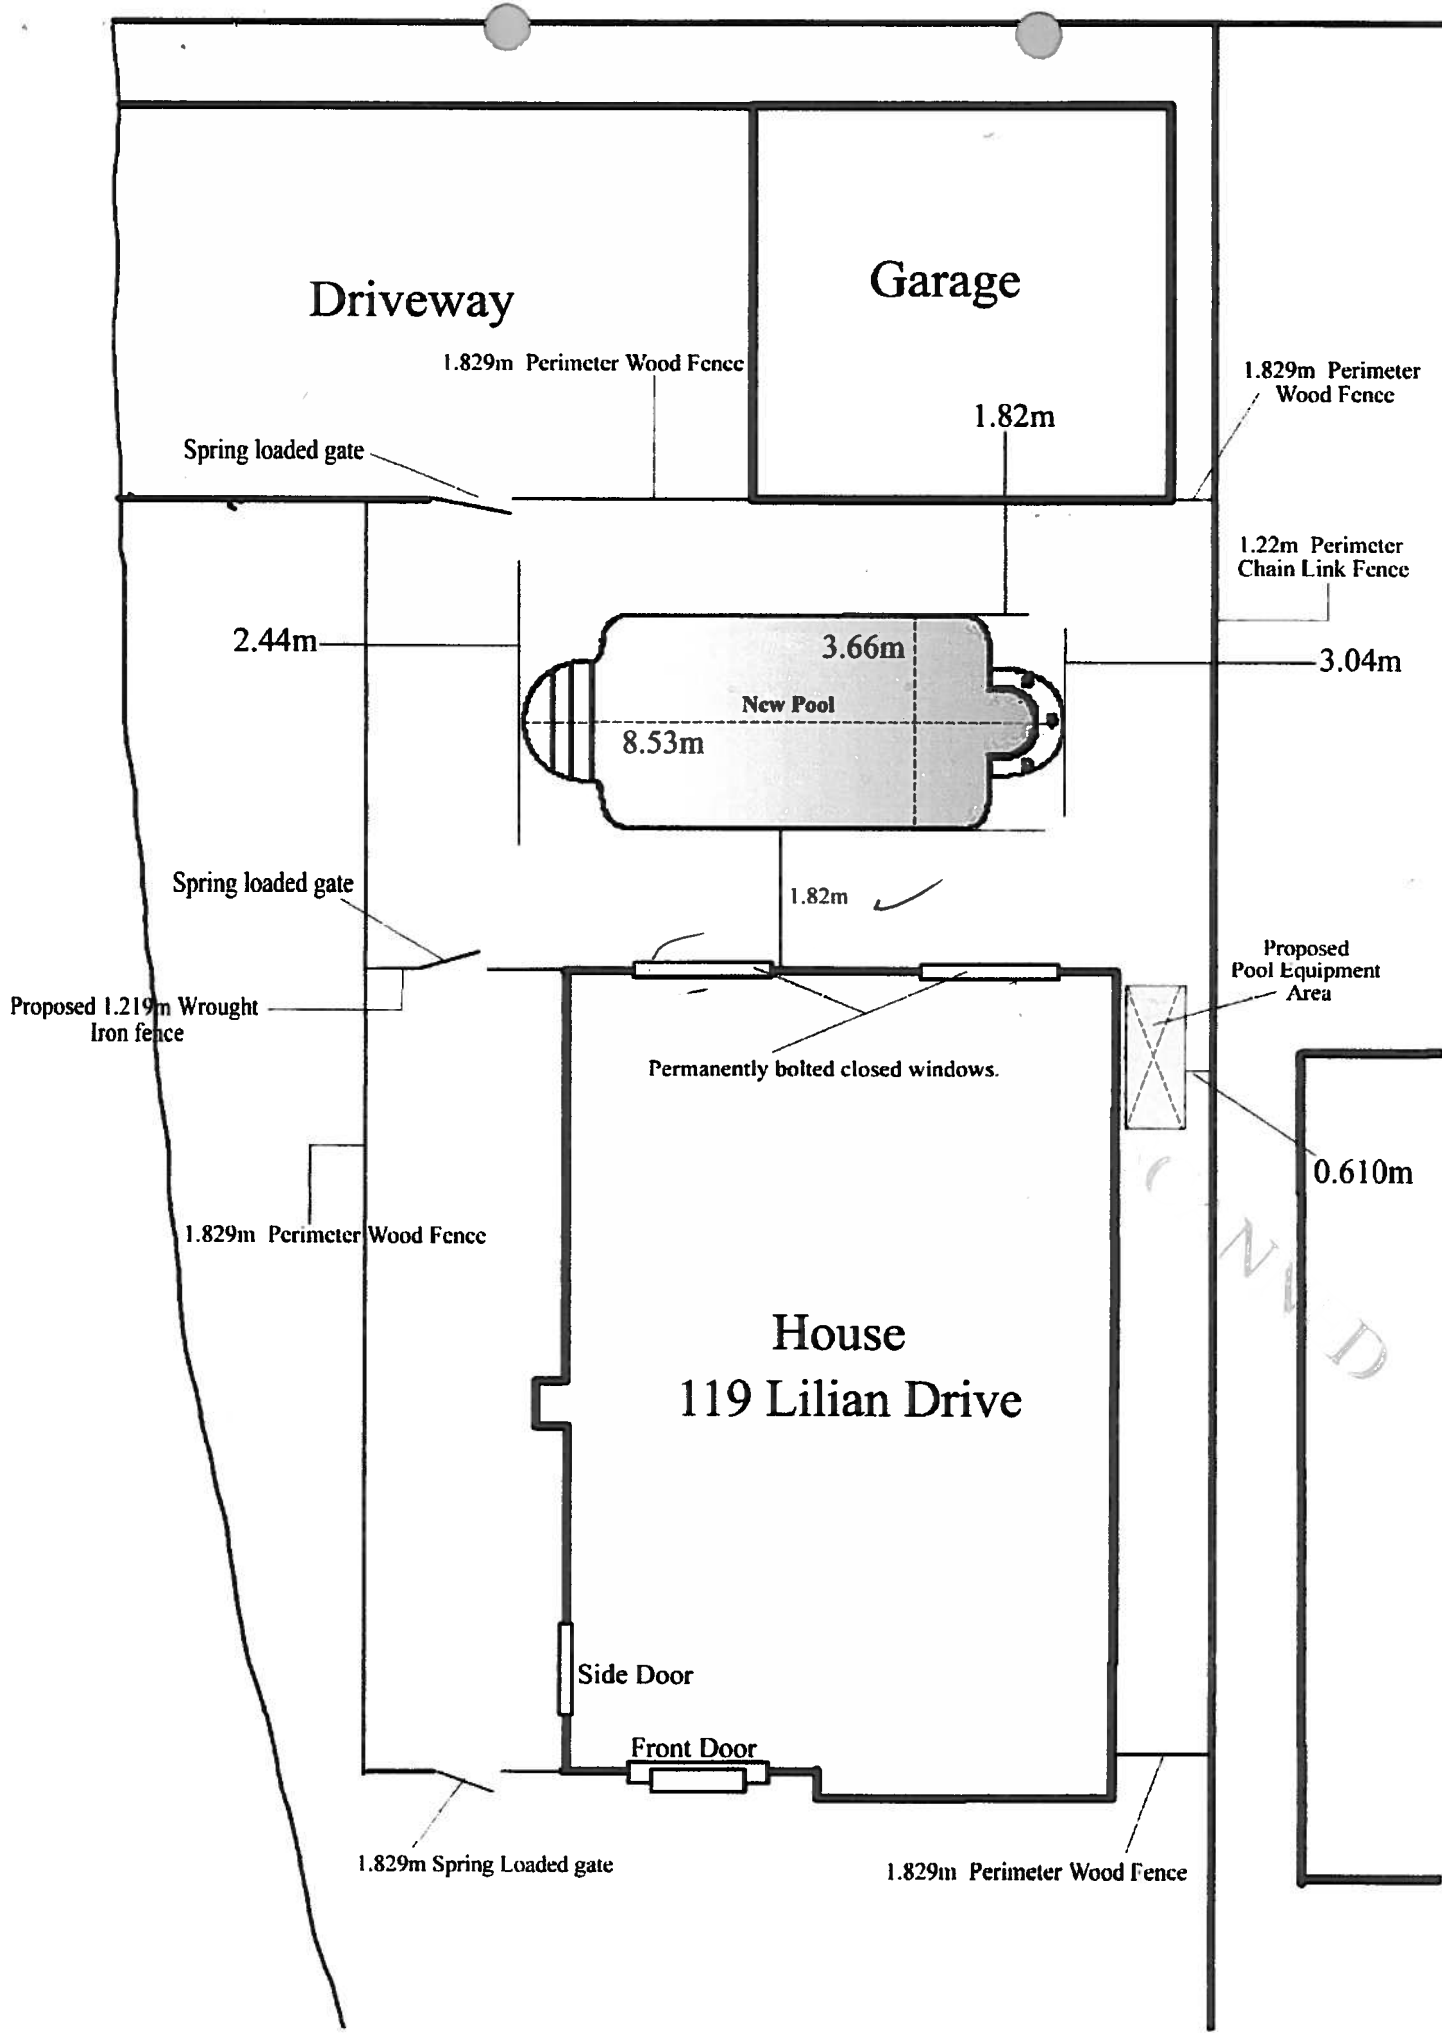 Driveway
Garage
1.829m Perimeter Wood Fence
1.829m Perimeter
Wood Fence
1.82m
Spring loaded gate
1.22m Perimeter
Chain Link Fence
2.44m
3.66m
3.04m
New Pool
8.53m
Spring loaded gate
1.82m
Proposed
Pool Equipment
Area
Proposed 1.219m Wrought
Iron fence
Permanently bolted closed windows.
0.610m
1.829m Perimeter Wood Fence
House
119 Lilian Drive
Side Door
Front Door
1.829m Spring Loaded gate
1.829m Perimeter Wood Fence